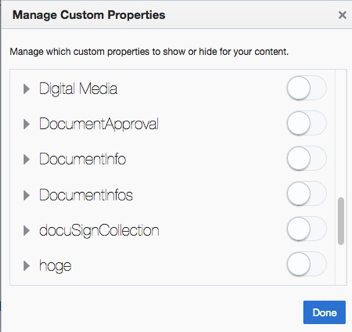 Manage Custom Properties
Manage which custom properties to show or hide for your content.
Digital Media
DocumentApproval
DocumentInfo
DocumentInfos
docuSignCollection
hoge
Done